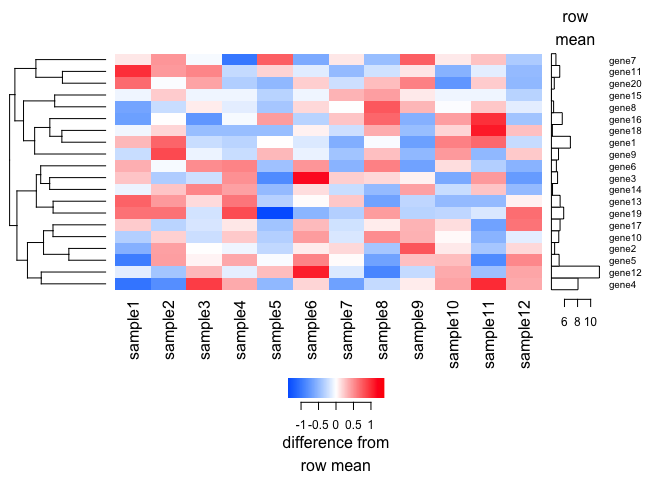 row
mean
gene7
gene11
gene20
gene15
gene8
gene16
gene18
gene1
gene9
gene6
gene3
gene14
gene13
gene19
gene17
gene10
gene2
gene5
gene12
gene4
6 8 10
sample1 sample2 sample3 sample4 sample5 sample6 sample7 sample8 sample9 sample10 sample11 sample12
-1 -0.5 0 0.5 1
difference from
row mean